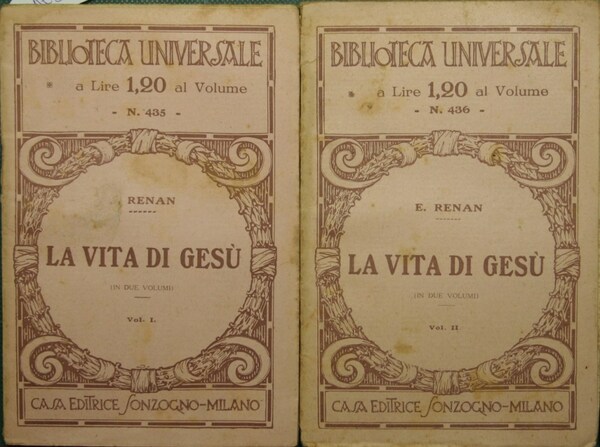 BIBLIOTECA UNIVERSALE
a Lire 1,20 al Volume
- N. 435 -
RENAN
LA VITA DI GESÙ
(IN DUE VOLUMI)
Vol. I.
CASA EDITRICE SONZOGNO-MILANO
BIBLIOTECA UNIVERSALE
a Lire 1,20 al Volume
- N. 436 -
E. RENAN
LA VITA DI GESÙ
(IN DUE VOLUMI)
Vol. II
CASA EDITRICE SONZOGNO-MILANO